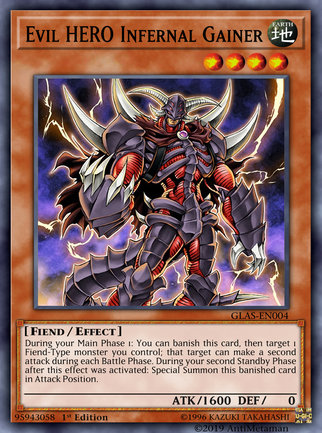 Evil HERO Infernal Gainer
EARTH
地
GLAS-EN004
[Fiend / Effect]
During your Main Phase 1: You can banish this card, then target 1
Fiend-Type monster you control; that target can make a second
attack during each Battle Phase. During your second Standby Phase
after this effect was activated: Special Summon this banished card
in Attack Position.
ATK/1600 DEF/ 0
95943058 1st Edition ©1996 KAZUKI TAKAHASHI
©2019 AntiMetaman